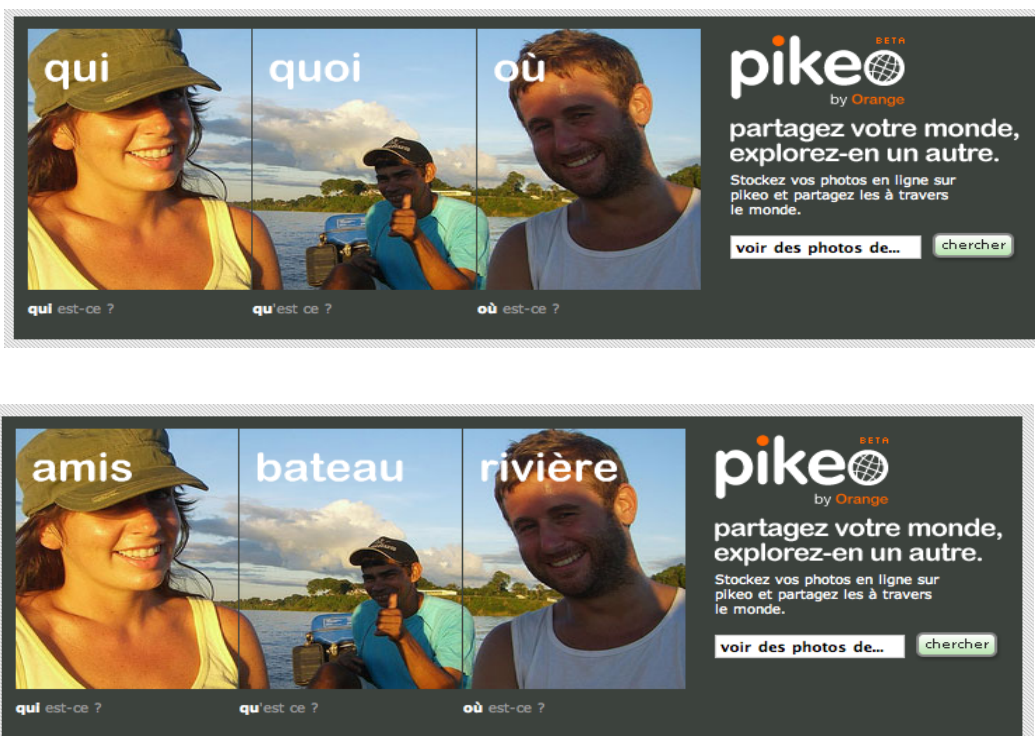 qui quoi où
BETA
pikeo
by Orange
partagez votre monde,
explorez-en un autre.
Stockez vos photos en ligne sur
pikeo et partagez les à travers
le monde.
voir des photos de... chercher
qui est-ce ? qu'est ce ? où est-ce ?
amis bateau rivière
BETA
pikeo
by Orange
partagez votre monde,
explorez-en un autre.
Stockez vos photos en ligne sur
pikeo et partagez les à travers
le monde.
voir des photos de... chercher
qui est-ce ? qu'est ce ? où est-ce ?